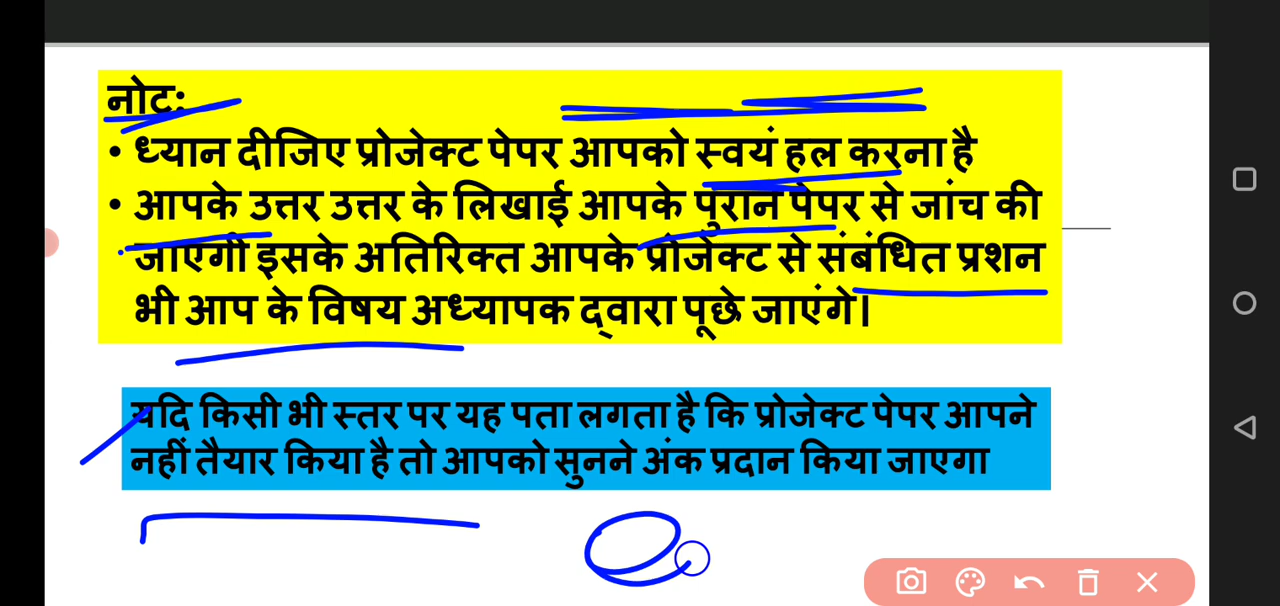 नोट:
• ध्यान दीजिए प्रोजेक्ट पेपर आपको स्वयं हल करना है
• आपके उत्तर उत्तर के लिखाई आपके पुरान पेपर से जांच की
जाएगी इसके अतिरिक्त आपके प्रोजेक्ट से संबंधित प्रशन
भी आप के विषय अध्यापक द्वारा पूछे जाएंगे।
यदि किसी भी स्तर पर यह पता लगता है कि प्रोजेक्ट पेपर आपने
नहीं तैयार किया है तो आपको सुनने अंक प्रदान किया जाएगा